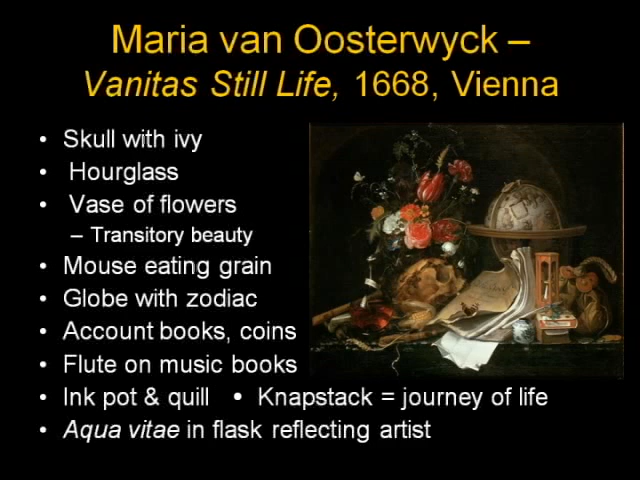 Maria van Oosterwyck –
Vanitas Still Life, 1668, Vienna
• Skull with ivy
• Hourglass
• Vase of flowers
– Transitory beauty
• Mouse eating grain
• Globe with zodiac
• Account books, coins
• Flute on music books
• Ink pot & quill • Knapstack = journey of life
• Aqua vitae in flask reflecting artist